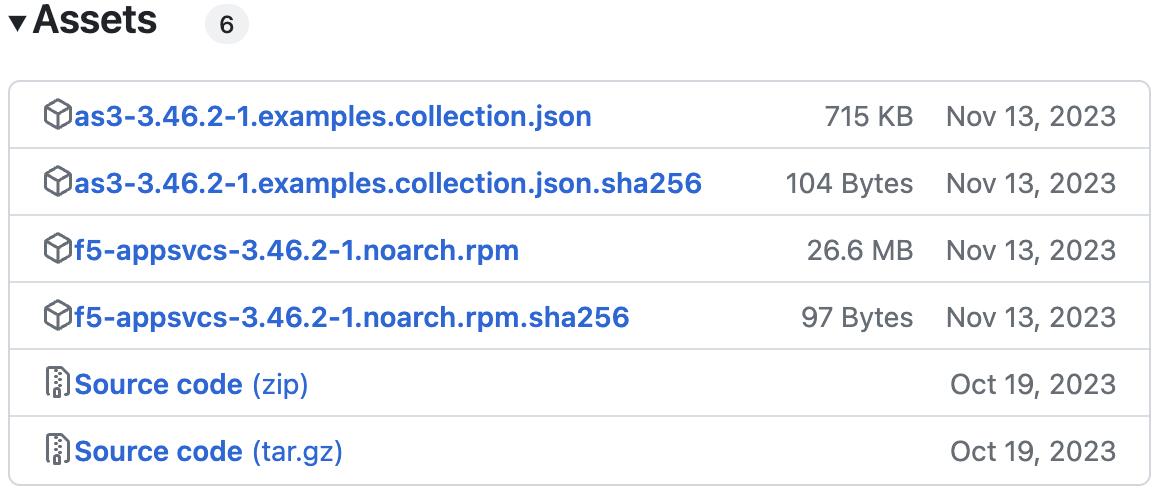 Assets 6
as3-3.46.2-1.examples.collection.json 715 KB Nov 13, 2023
as3-3.46.2-1.examples.collection.json.sha256 104 Bytes Nov 13, 2023
f5-appsvcs-3.46.2-1.noarch.rpm 26.6 MB Nov 13, 2023
f5-appsvcs-3.46.2-1.noarch.rpm.sha256 97 Bytes Nov 13, 2023
Source code (zip) Oct 19, 2023
Source code (tar.gz) Oct 19, 2023